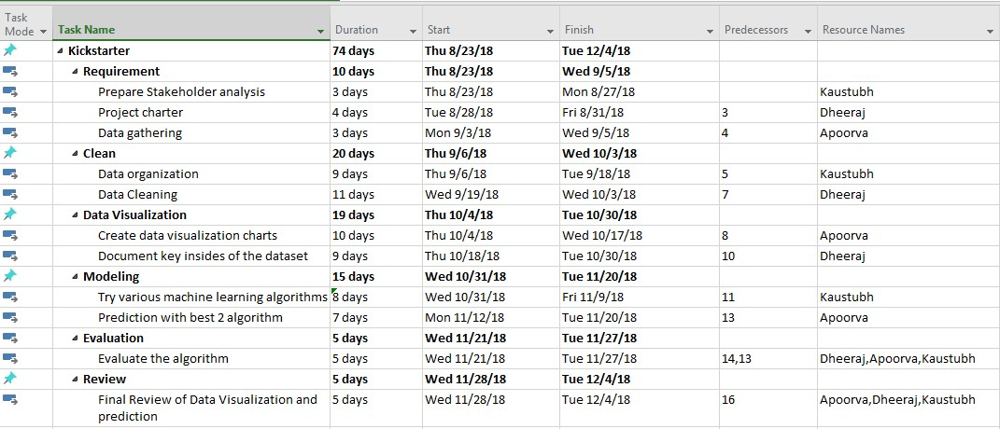 Task Mode Task Name Duration Start Finish Predecessors Resource Names
Kickstarter 74 days Thu 8/23/18 Tue 12/4/18
Requirement 10 days Thu 8/23/18 Wed 9/5/18
Prepare Stakeholder analysis 3 days Thu 8/23/18 Mon 8/27/18 Kaustubh
Project charter 4 days Tue 8/28/18 Fri 8/31/18 3 Dheeraj
Data gathering 3 days Mon 9/3/18 Wed 9/5/18 4 Apoorva
Clean 20 days Thu 9/6/18 Wed 10/3/18
Data organization 9 days Thu 9/6/18 Tue 9/18/18 5 Kaustubh
Data Cleaning 11 days Wed 9/19/18 Wed 10/3/18 7 Dheeraj
Data Visualization 19 days Thu 10/4/18 Tue 10/30/18
Create data visualization charts 10 days Thu 10/4/18 Wed 10/17/18 8 Apoorva
Document key insides of the dataset 9 days Thu 10/18/18 Tue 10/30/18 10 Dheeraj
Modeling 15 days Wed 10/31/18 Tue 11/20/18
Try various machine learning algorithms 8 days Wed 10/31/18 Fri 11/9/18 11 Kaustubh
Prediction with best 2 algorithm 7 days Mon 11/12/18 Tue 11/20/18 13 Apoorva
Evaluation 5 days Wed 11/21/18 Tue 11/27/18
Evaluate the algorithm 5 days Wed 11/21/18 Tue 11/27/18 14,13 Dheeraj,Apoorva,Kaustubh
Review 5 days Wed 11/28/18 Tue 12/4/18
Final Review of Data Visualization and 5 days Wed 11/28/18 Tue 12/4/18 16 Apoorva,Dheeraj,Kaustubh
prediction